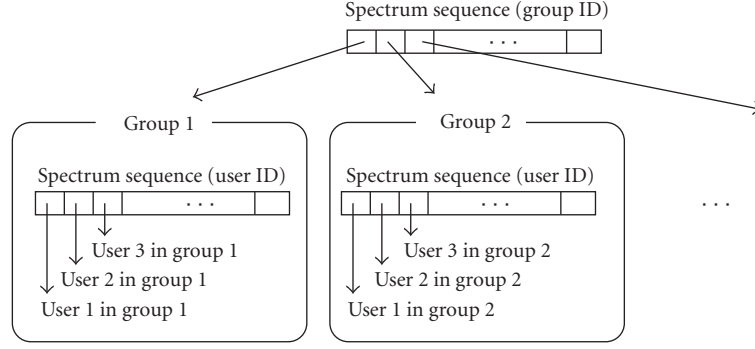 Spectrum sequence (group ID)
· · ·
Group 1
Group 2
Spectrum sequence (user ID)
· · ·
User 3 in group 1
User 2 in group 1
User 1 in group 1
Spectrum sequence (user ID)
· · ·
User 3 in group 2
User 2 in group 2
User 1 in group 2
· · ·